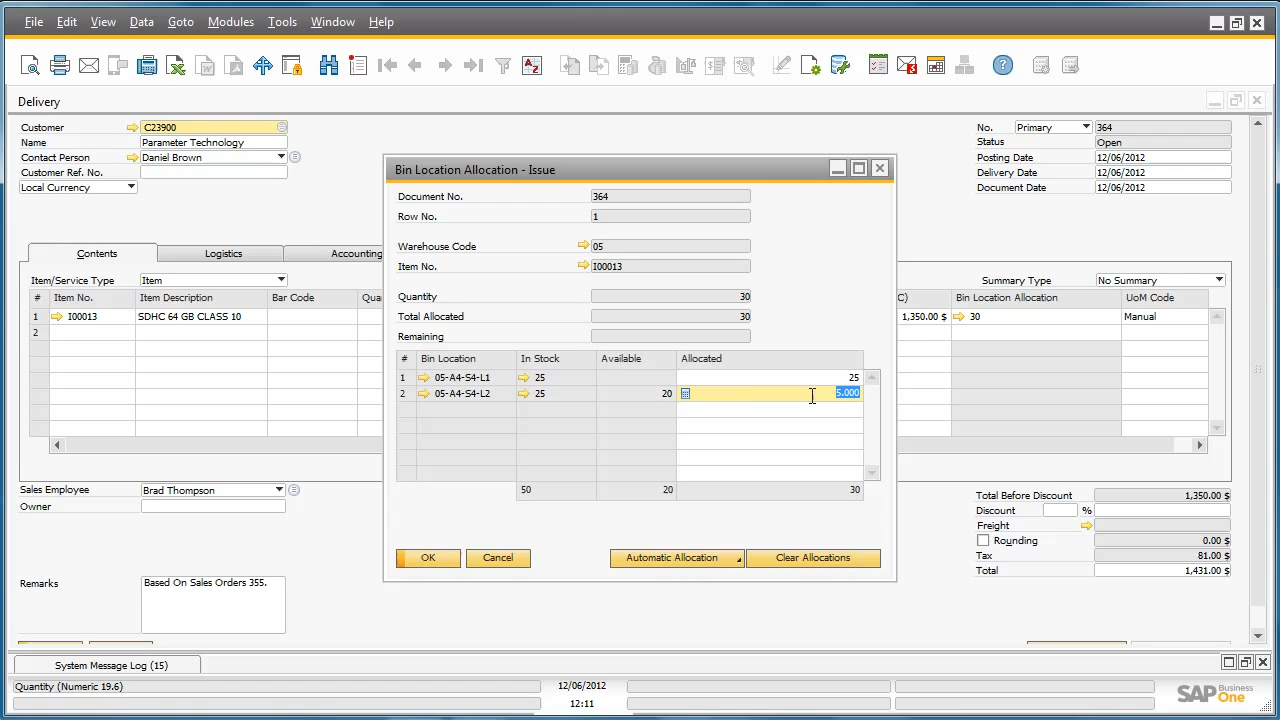 File Edit View Data Goto Modules Tools Window Help
Delivery
Customer C23900
Name Parameter Technology
Contact Person Daniel Brown
Customer Ref. No.
Local Currency
No. Primary 364
Status Open
Posting Date 12/06/2012
Delivery Date 12/06/2012
Document Date 12/06/2012
Contents Logistics Accounting
Item/Service Type Item
Summary Type No Summary
# Item No. Item Description Bar Code Qua C) Bin Location Allocation UoM Code
1 I00013 SDHC 64 GB CLASS 10 1,350.00 $ 30 Manual
2
Bin Location Allocation - Issue
Document No. 364
Row No. 1
Warehouse Code 05
Item No. I00013
Quantity 30
Total Allocated 30
Remaining
# Bin Location In Stock Available Allocated
1 05-A4-S4-L1 25 25
2 05-A4-S4-L2 25 20 5.000
50 20 30
OK Cancel Automatic Allocation Clear Allocations
Sales Employee Brad Thompson
Owner
Remarks Based On Sales Orders 355.
Total Before Discount 1,350.00 $
Discount %
Freight
Rounding 0.00 $
Tax 81.00 $
Total 1,431.00 $
System Message Log (15)
Quantity (Numeric 19.6) 12/06/2012
12:11
SAP Business One